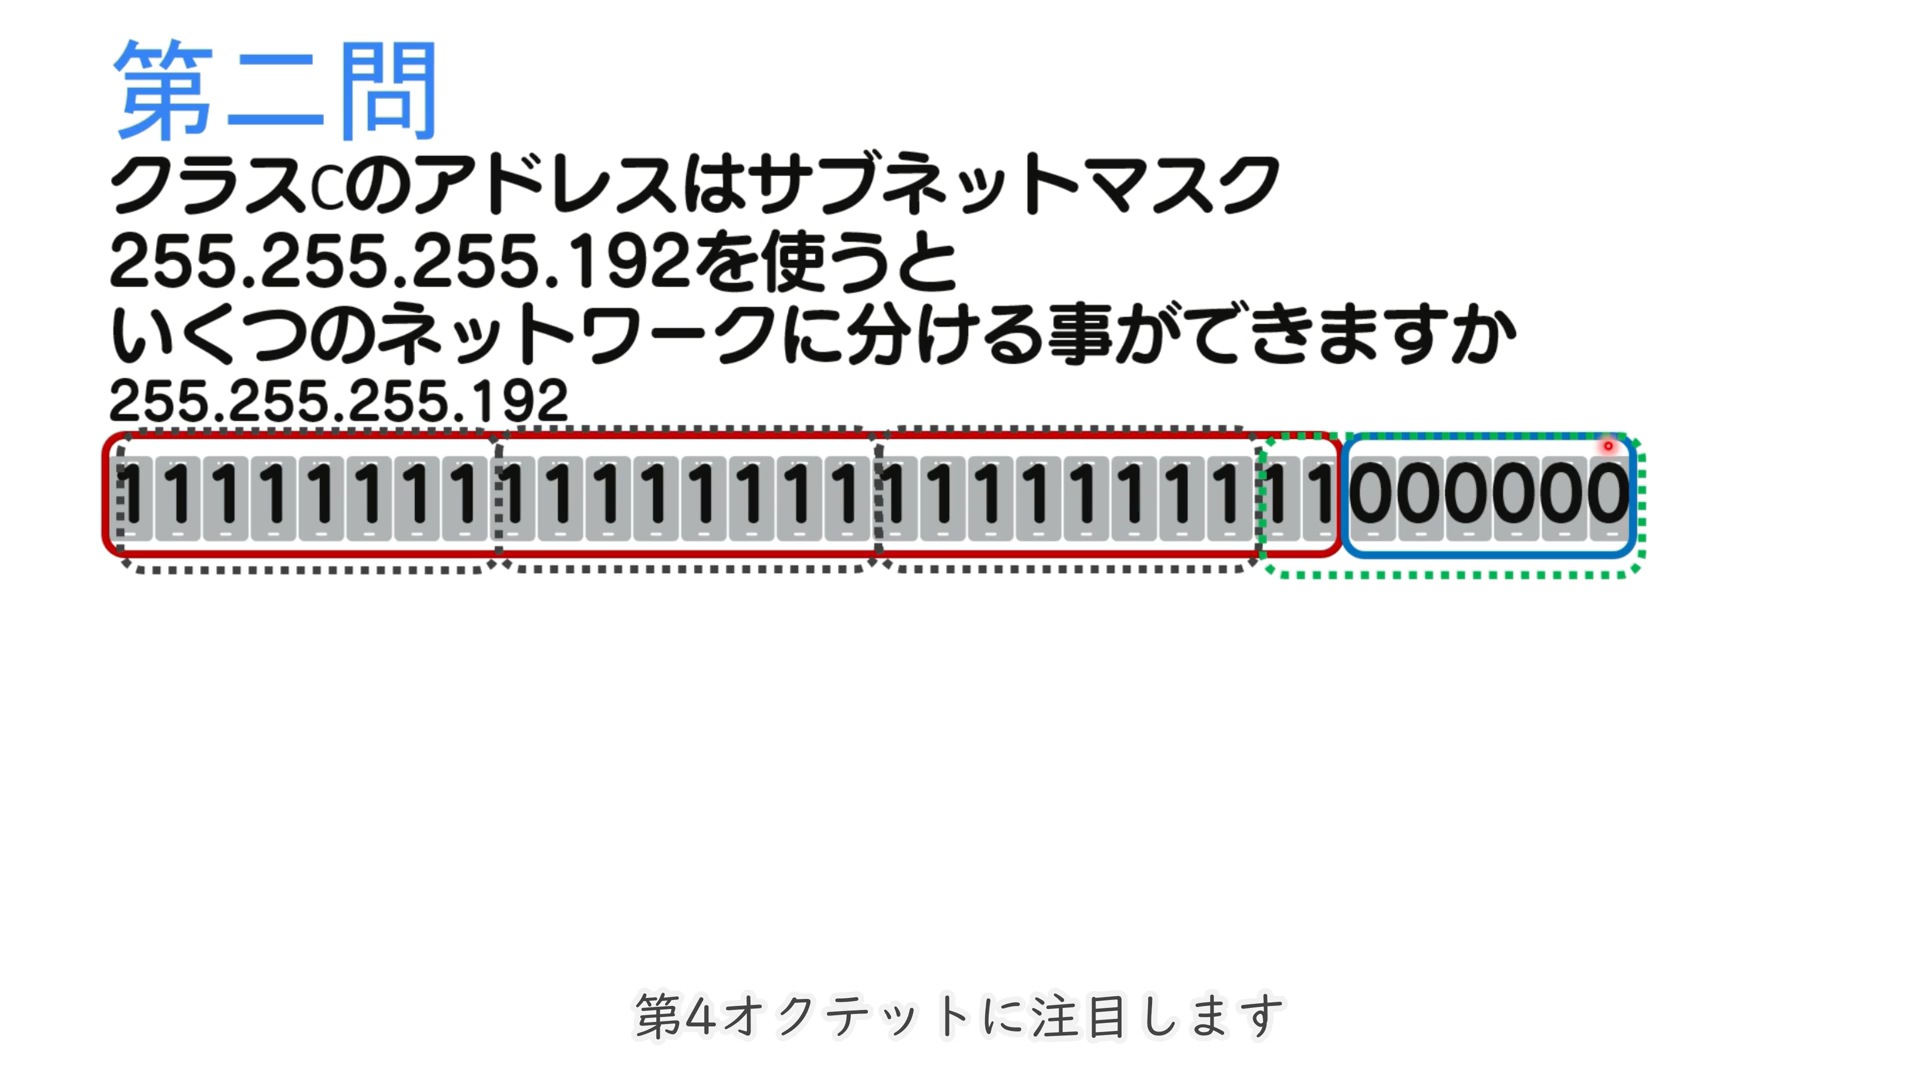 第二問
クラスCのアドレスはサブネットマスク
255.255.255.192を使うと
いくつのネットワークに分ける事ができますか
255.255.255.192
11111111111111111111111111000000
第4オクテットに注目します